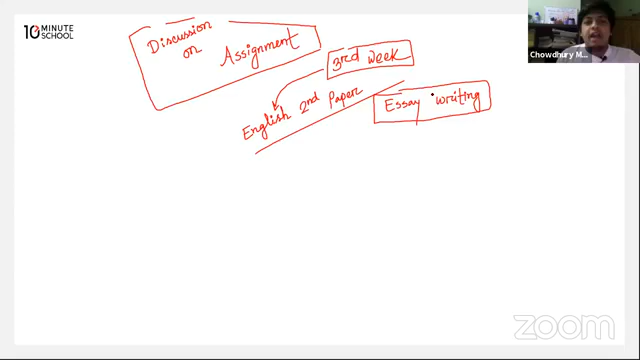 10 MINUTE
SCHOOL
Discussion
on
Assignment
3rd week
English 2nd Paper
Essay writing
Chowdhury M...
zoom